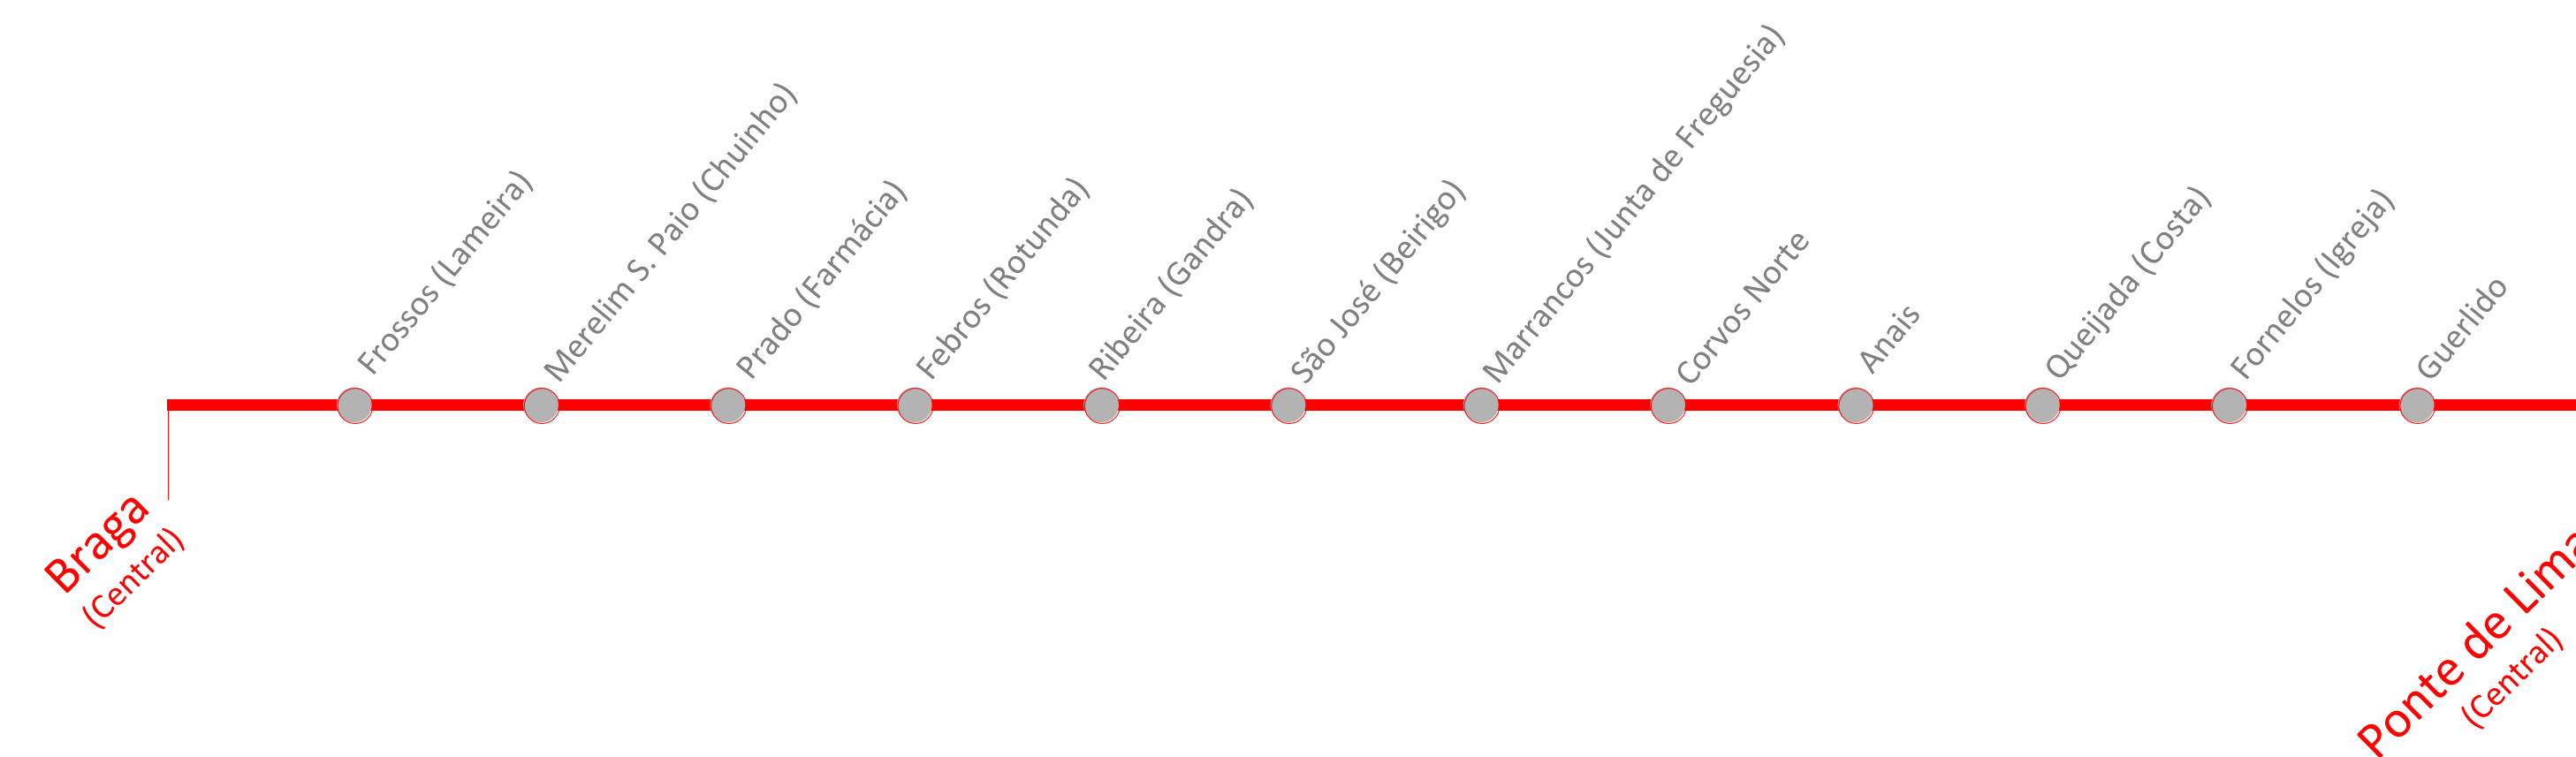 Frossos (Lameira)
Merelim S. Paio (Chuinho)
Prado (Farmácia)
Febros (Rotunda)
Ribeira (Gandra)
São José (Beirigo)
Marrancos (Junta de Freguesia)
Corvos Norte
Anais
Queijada (Costa)
Fornelos (Igreja)
Guerlido
Braga
(Central)
Ponte de Lima
(Central)